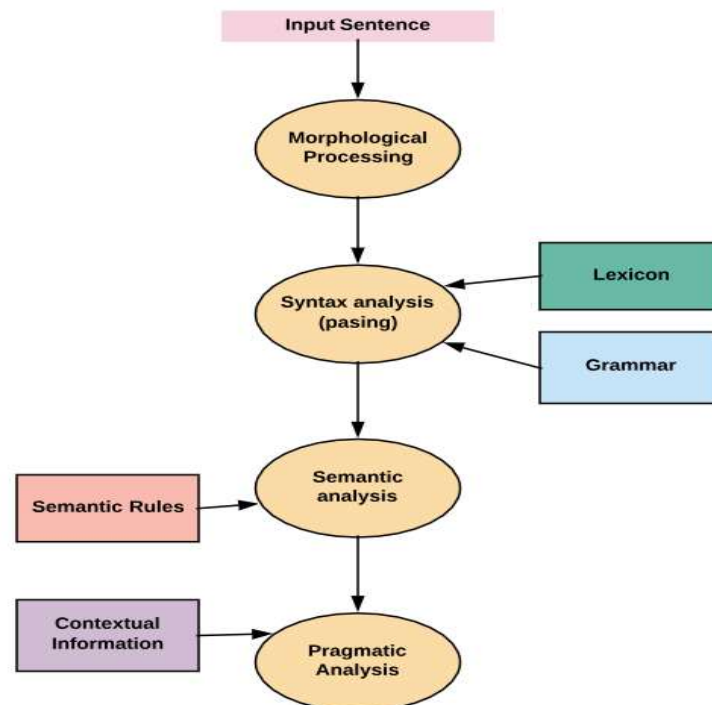 Input Sentence
Morphological
Processing
Lexicon
Syntax analysis
(pasing)
Grammar
Semantic
analysis
Semantic Rules
Contextual
Information
Pragmatic
Analysis